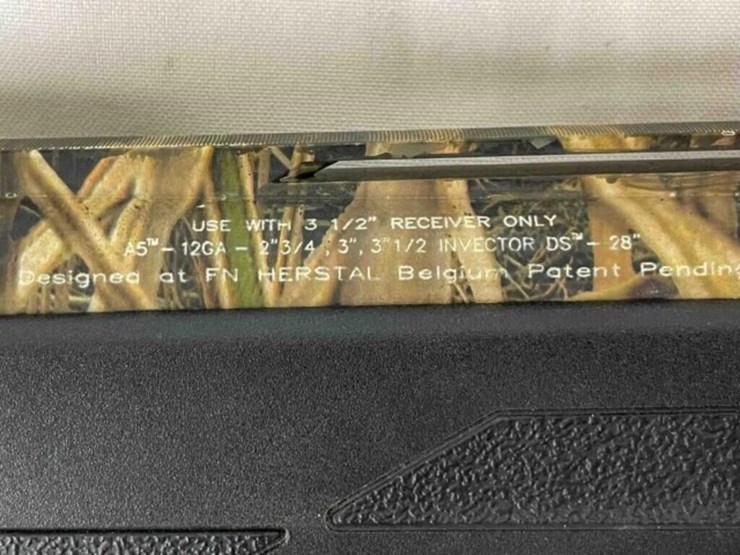 USE WITH 3 1/2" RECEIVER ONLY
A5™ - 12GA - 2"3/4, 3", 3"1/2 INVECTOR DS™ - 28"
Designed at FN HERSTAL Belgium Patent Pending